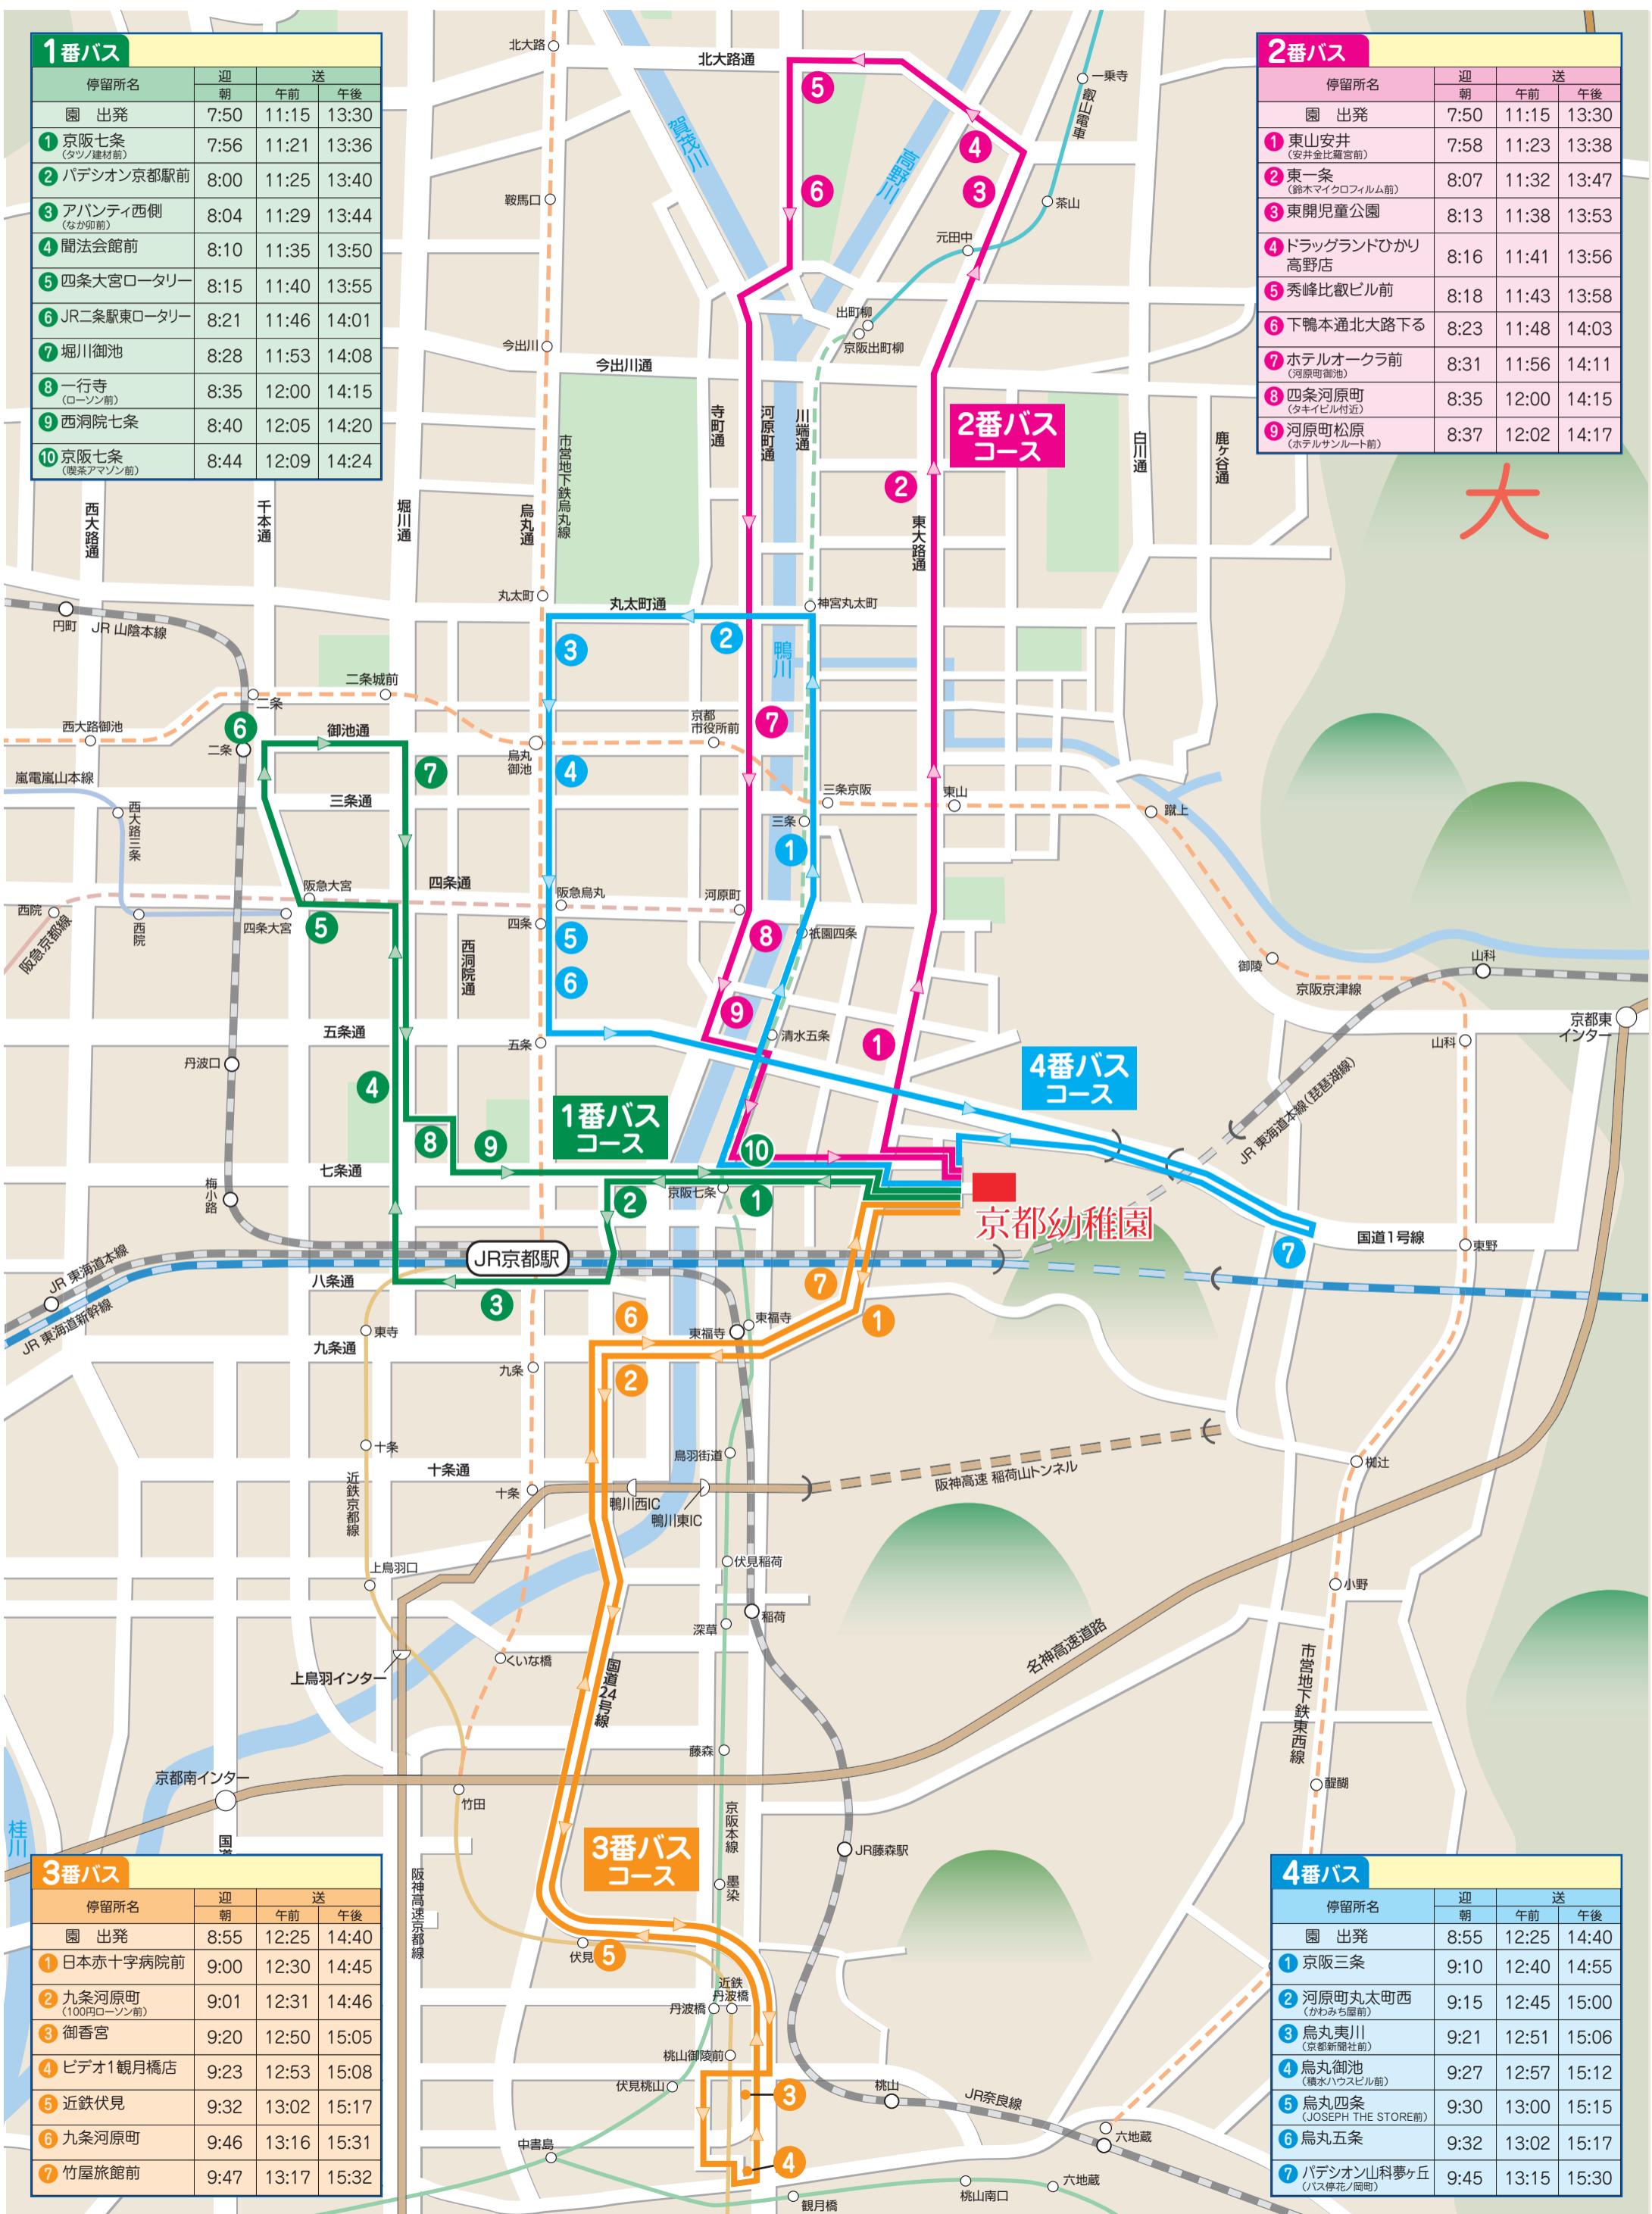 1番バス
停留所名 迎 送
朝 午前 午後
園 出発 7:50 11:15 13:30
1 京阪七条 7:56 11:21 13:36
(タツノ建材前)
2 パデシオン京都駅前 8:00 11:25 13:40
3 アバンティ西側 8:04 11:29 13:44
(なか卯前)
4 聞法会館前 8:10 11:35 13:50
5 四条大宮ロータリー 8:15 11:40 13:55
6 JR二条駅東ロータリー 8:21 11:46 14:01
7 堀川御池 8:28 11:53 14:08
8 一行寺 8:35 12:00 14:15
(ローソン前)
9 西洞院七条 8:40 12:05 14:20
10 京阪七条 8:44 12:09 14:24
(喫茶アマゾン前)
2番バス
停留所名 迎 送
朝 午前 午後
園 出発 7:50 11:15 13:30
1 東山安井 7:58 11:23 13:38
(安井金比羅宮前)
2 東一条 8:07 11:32 13:47
(鈴木マイクロフィルム前)
3 東開児童公園 8:13 11:38 13:53
4 ドラッグランドひかり
高野店 8:16 11:41 13:56
5 秀峰比叡ビル前 8:18 11:43 13:58
6 下鴨本通北大路下る 8:23 11:48 14:03
7 ホテルオークラ前 8:31 11:56 14:11
(河原町御池)
8 四条河原町 8:35 12:00 14:15
(タキイビル付近)
9 河原町松原 8:37 12:02 14:17
(ホテルサンルート前)
北大路
北大路通
5
一乗寺
叡山電車
賀茂川
高野川
4
3
6
鞍馬口
茶山
元田中
出町柳
京阪出町柳
今出川
今出川通
寺町通
河原町通
川端通
2番バス
コース
白川通
鹿ヶ谷通
市営地下鉄烏丸線
2
大
西大路通
千本通
堀川通
烏丸通
東大路通
丸太町
丸太町通
神宮丸太町
円町
JR 山陰本線
2
3
鴨川
二条城前
二条
6
西大路御池
二条
御池通
京都
市役所前
7
烏丸
御池
4
7
嵐電嵐山本線
三条通
三条京阪
東山
蹴上
西大路三条
三条
1
阪急大宮
四条通
阪急烏丸
河原町
西院
西院
四条大宮
5
四条
5
8
祇園四条
阪急京都線
西洞院通
6
御陵
山科
京阪京津線
9
五条通
五条
清水五条
1
京都東
インター
山科
丹波口
4
4番バス
コース
JR 東海道本線(琵琶湖線)
1番バス
コース
8
9
10
七条通
梅小路
2
京阪七条
1
京都幼稚園
JR京都駅
国道1号線
7
東野
JR 東海道本線
八条通
3
7
JR 東海道新幹線
東寺
6
東福寺
東福寺
1
九条通
九条
2
十条
十条通
鳥羽街道
椥辻
近鉄京都線
十条
鴨川西IC
鴨川東IC
阪神高速 稲荷山トンネル
上鳥羽口
伏見稲荷
小野
稲荷
深草
名神高速道路
上鳥羽インター
くいな橋
国道24号線
市営地下鉄東西線
藤森
京都南インター
醍醐
竹田
桂川
京阪本線
国道
3番バス
コース
JR藤森駅
墨染
阪神高速京都線
伏見
5
近鉄
丹波橋
丹波橋
桃山御陵前
伏見桃山
3
桃山
JR奈良線
中書島
4
六地蔵
六地蔵
観月橋
桃山南口
3番バス
停留所名 迎 送
朝 午前 午後
園 出発 8:55 12:25 14:40
1 日本赤十字病院前 9:00 12:30 14:45
2 九条河原町 9:01 12:31 14:46
(100円ローソン前)
3 御香宮 9:20 12:50 15:05
4 ビデオ1観月橋店 9:23 12:53 15:08
5 近鉄伏見 9:32 13:02 15:17
6 九条河原町 9:46 13:16 15:31
7 竹屋旅館前 9:47 13:17 15:32
4番バス
停留所名 迎 送
朝 午前 午後
園 出発 8:55 12:25 14:40
1 京阪三条 9:10 12:40 14:55
2 河原町丸太町西 9:15 12:45 15:00
(かわみち屋前)
3 烏丸夷川 9:21 12:51 15:06
(京都新聞社前)
4 烏丸御池 9:27 12:57 15:12
(積水ハウスビル前)
5 烏丸四条 9:30 13:00 15:15
(JOSEPH THE STORE前)
6 烏丸五条 9:32 13:02 15:17
7 パデシオン山科夢ヶ丘 9:45 13:15 15:30
(バス停花ノ岡町)